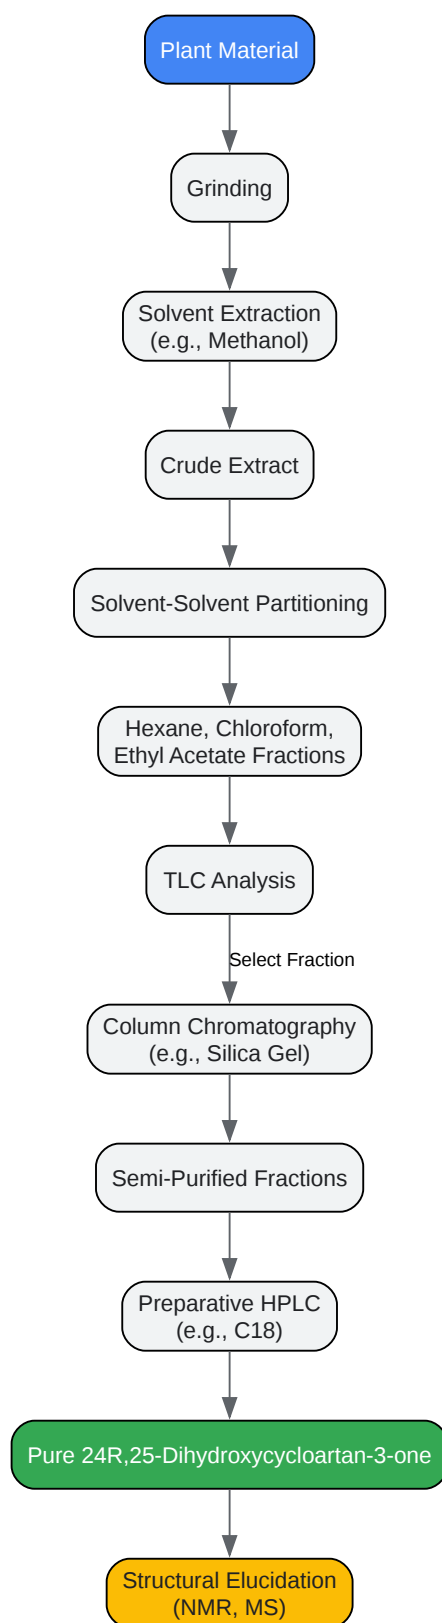 Plant Material
Grinding
Solvent Extraction
(e.g., Methanol)
Crude Extract
Solvent-Solvent Partitioning
Hexane, Chloroform,
Ethyl Acetate Fractions
TLC Analysis
Select Fraction
Column Chromatography
(e.g., Silica Gel)
Semi-Purified Fractions
Preparative HPLC
(e.g., C18)
Pure 24R,25-Dihydroxycycloartan-3-one
Structural Elucidation
(NMR, MS)